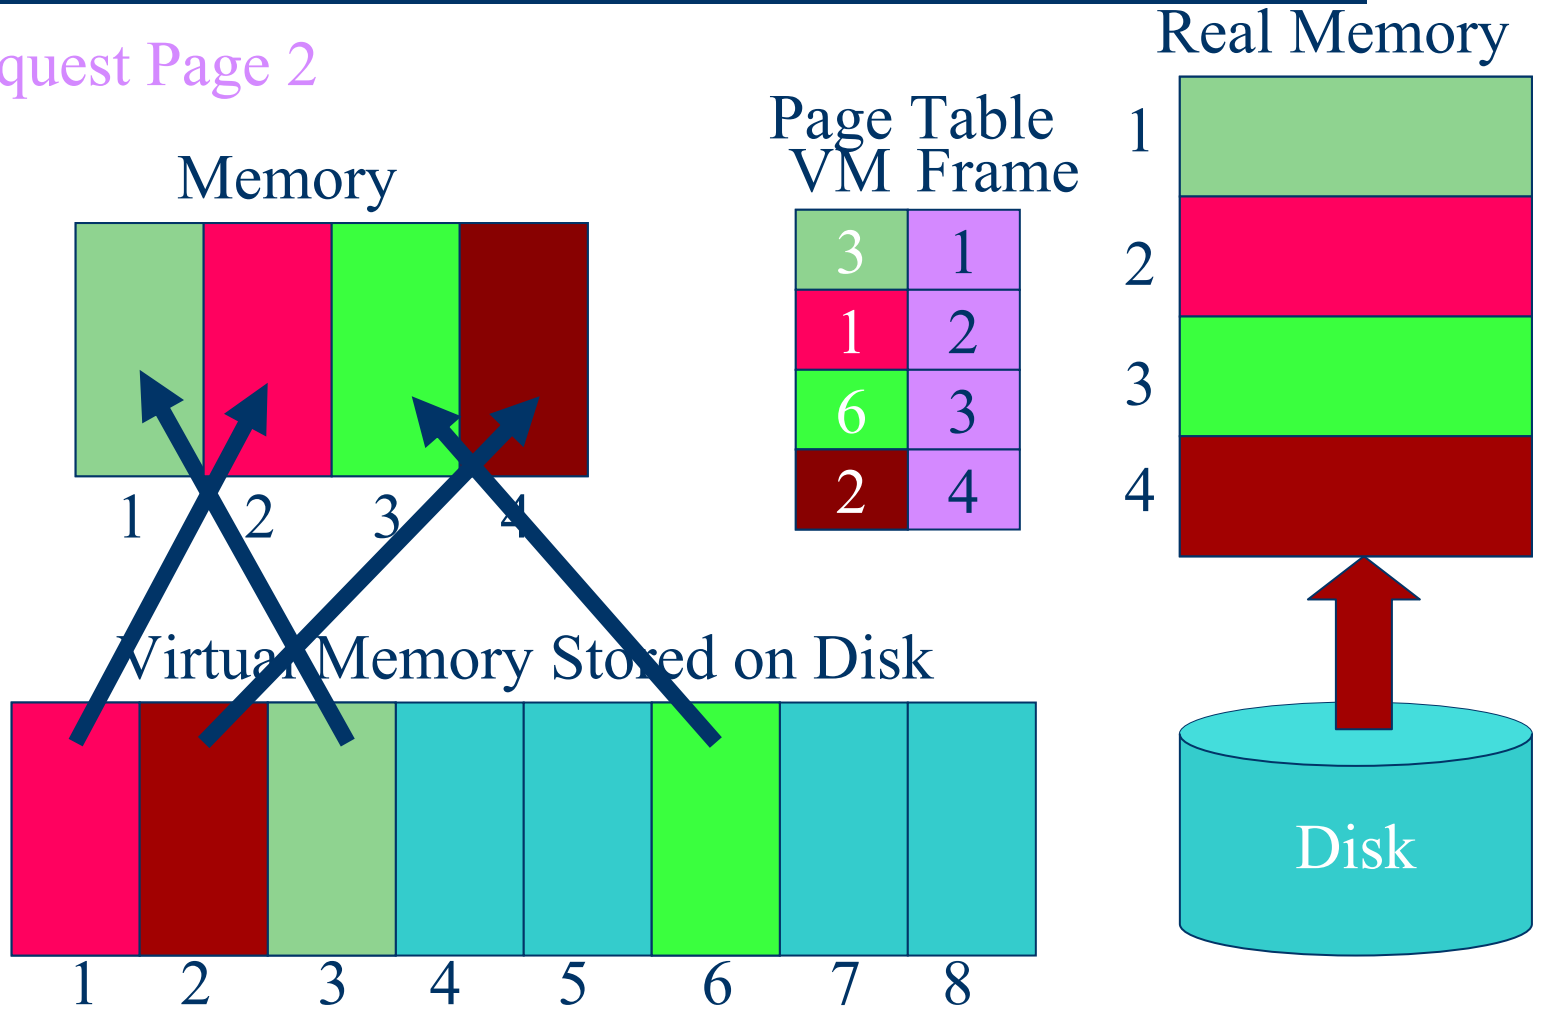 Real Memory
quest Page 2
Page Table
VM Frame
Memory
3 1
1 2
6 3
2 4
1
2
3
4
1 2 3 4
Virtual Memory Stored on Disk
Disk
1 2 3 4 5 6 7 8